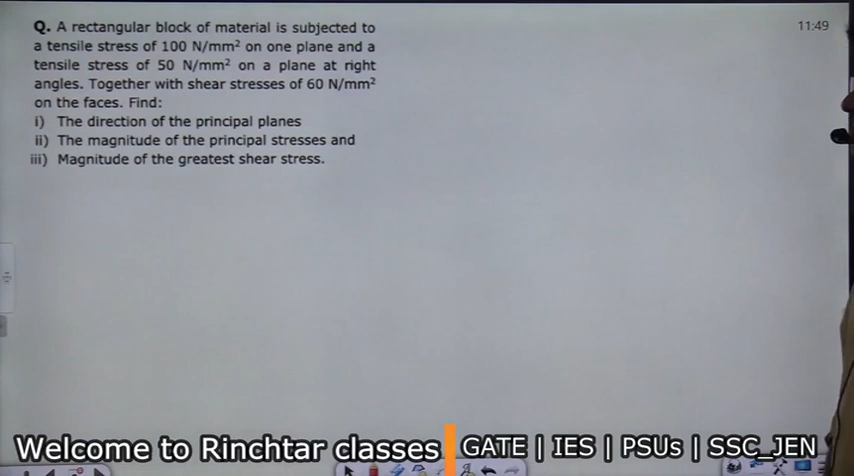 Q. A rectangular block of material is subjected to
a tensile stress of 100 N/mm² on one plane and a
tensile stress of 50 N/mm² on a plane at right
angles. Together with shear stresses of 60 N/mm²
on the faces. Find:
i) The direction of the principal planes
ii) The magnitude of the principal stresses and
iii) Magnitude of the greatest shear stress.
11:49
Welcome to Rinchtar classes GATE | IES | PSUs | SSC_JEN